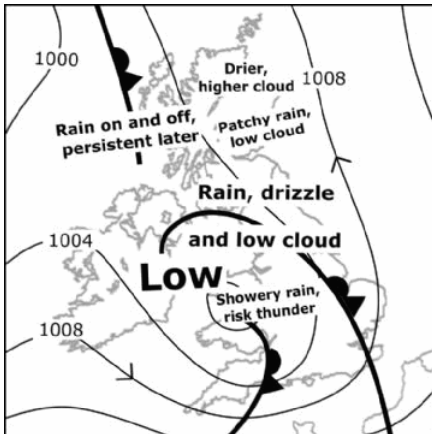 1000
Drier,
higher cloud
1008
Rain on and off,
persistent later
Patchy rain,
low cloud
Rain, drizzle
and low cloud
1004
Low
Showery rain,
risk thunder
1008